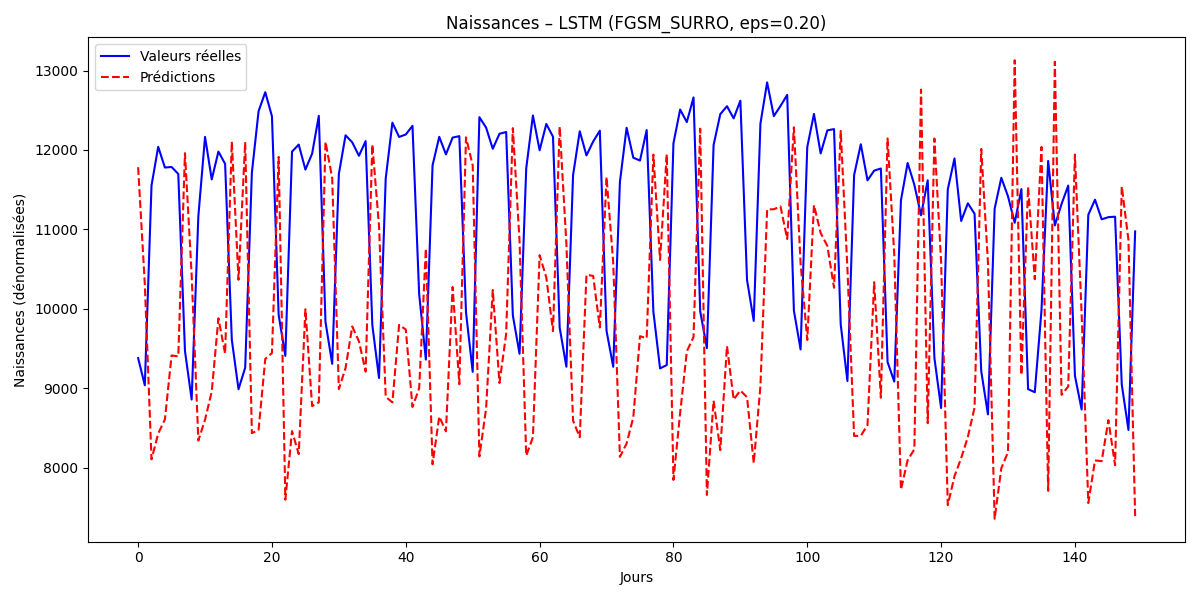 Naissances – LSTM (FGSM_SURRO, eps=0.20)
Valeurs réelles
Prédictions
13000
12000
11000
10000
9000
8000
Naissances (dénormalisées)
0 20 40 60 80 100 120 140
Jours